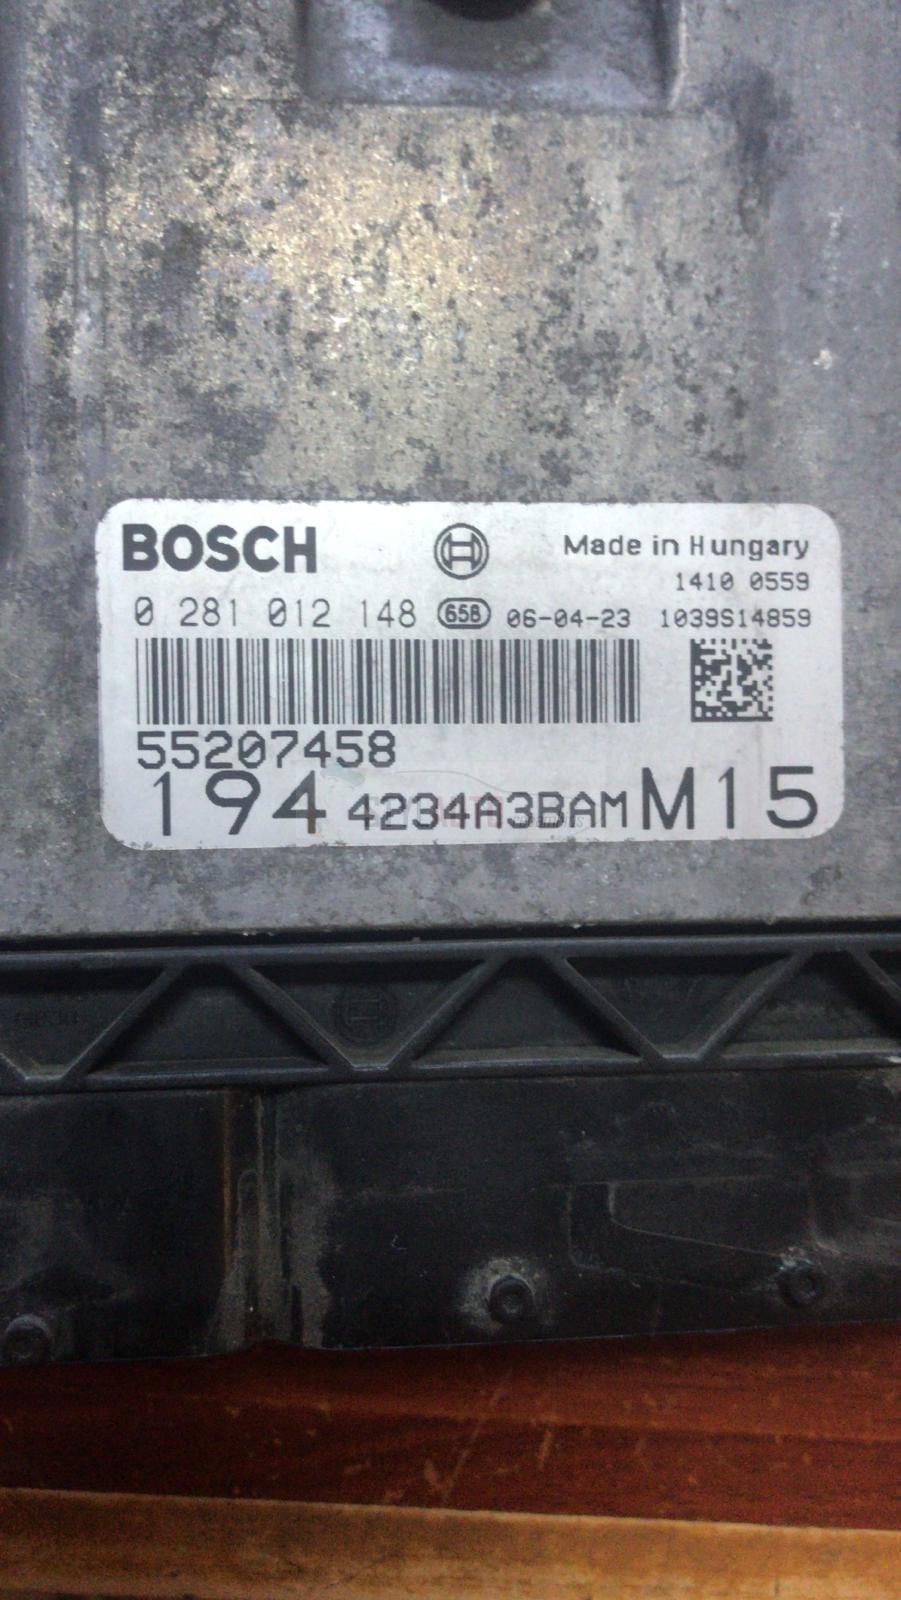 BOSCH
Made in Hungary
1410 0559
0 281 012 148 658 06-04-23 1039S14859
55207458
194 4234A3BAM M15